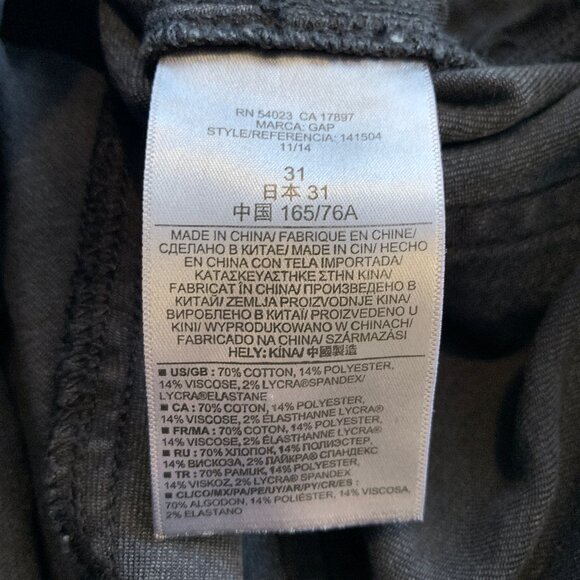 RN 54023 CA 17897
MARCA: GAP
STYLE/REFERENCIA: 141504
11/14
31
日本 31
中国 165/76A
MADE IN CHINA/ FABRIQUE EN CHINE/
СДЕЛАНО В КИТАЕ/ MADE IN CIN/ HECHO
EN CHINA CON TELA IMPORTADA/
ΚΑΤΑΣΚΕΥΑΣΤΗΚΕ ΣΤΗΝ ΚΙΝΑ/
FABRICAT ÎN CHINA/ ПРОИЗВЕДЕНО В
КИТАЙ/ ZEMLJA PROIZVODNJE KINA/
ВИРОБЛЕНО В КИТАЇ/ PROIZVEDENO U
KINI/ WYPRODUKOWANO W CHINACH/
FABRICADO NA CHINA/ SZÁRMAZÁSI
HELY: KÍNA/ 中國製造
■ US/GB : 70% COTTON, 14% POLYESTER,
14% VISCOSE, 2% LYCRA®SPANDEX/
LYCRA®ELASTANE
■ CA : 70% COTON, 14% POLYESTER,
14% VISCOSE, 2% ÉLASTHANNE LYCRA®
■ FR/MA : 70% COTON, 14% POLYESTER,
14% VISCOSE, 2% ÉLASTHANNE LYCRA®
■ RU : 70% ХЛОПОК, 14% ПОЛИЭСТЕР,
14% ВИСКОЗА, 2% ЛАЙКРА® СПАНДЕКС
■ TR : 70% PAMUK, 14% POLYESTER,
14% VİSKOZ, 2% LYCRA® SPANDEX
■ CL/CO/MX/PA/PE/UY/AR/PY/CR/ES :
70% ALGODON, 14% POLIÉSTER, 14% VISCOSA,
2% ELASTANO